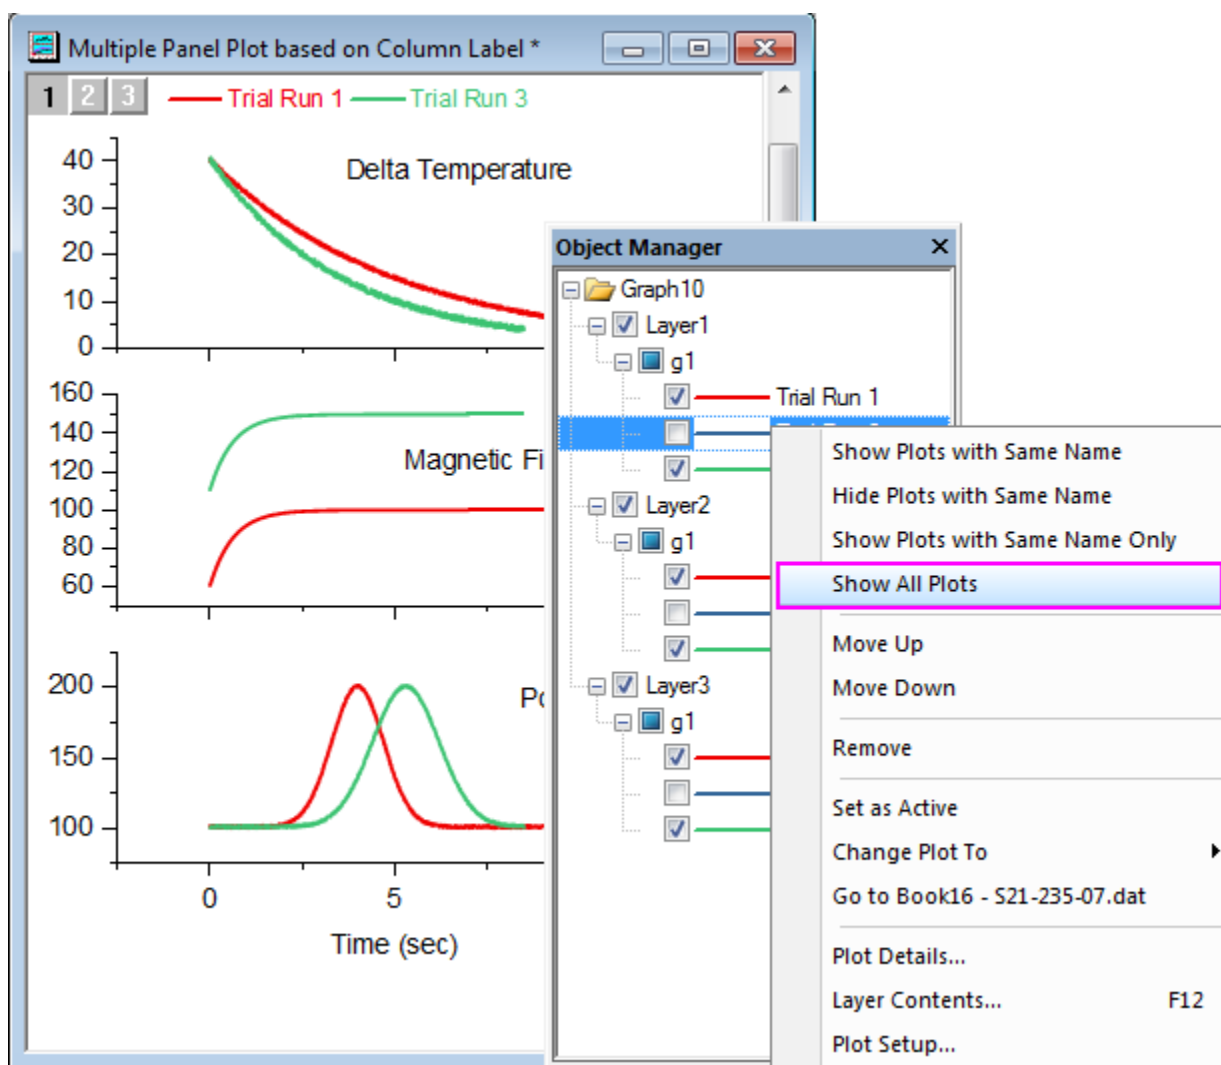 Multiple Panel Plot based on Column Label *
1 2 3 Trial Run 1 Trial Run 3
Delta Temperature
40
30
20
10
0
160
140
120
100
80
60
Magnetic Fi
200
150
100
Po
0 5
Time (sec)
Object Manager
Graph10
Layer1
g1
Trial Run 1
Layer2
g1
Layer3
g1
Show Plots with Same Name
Hide Plots with Same Name
Show Plots with Same Name Only
Show All Plots
Move Up
Move Down
Remove
Set as Active
Change Plot To
Go to Book16 - S21-235-07.dat
Plot Details...
Layer Contents... F12
Plot Setup...